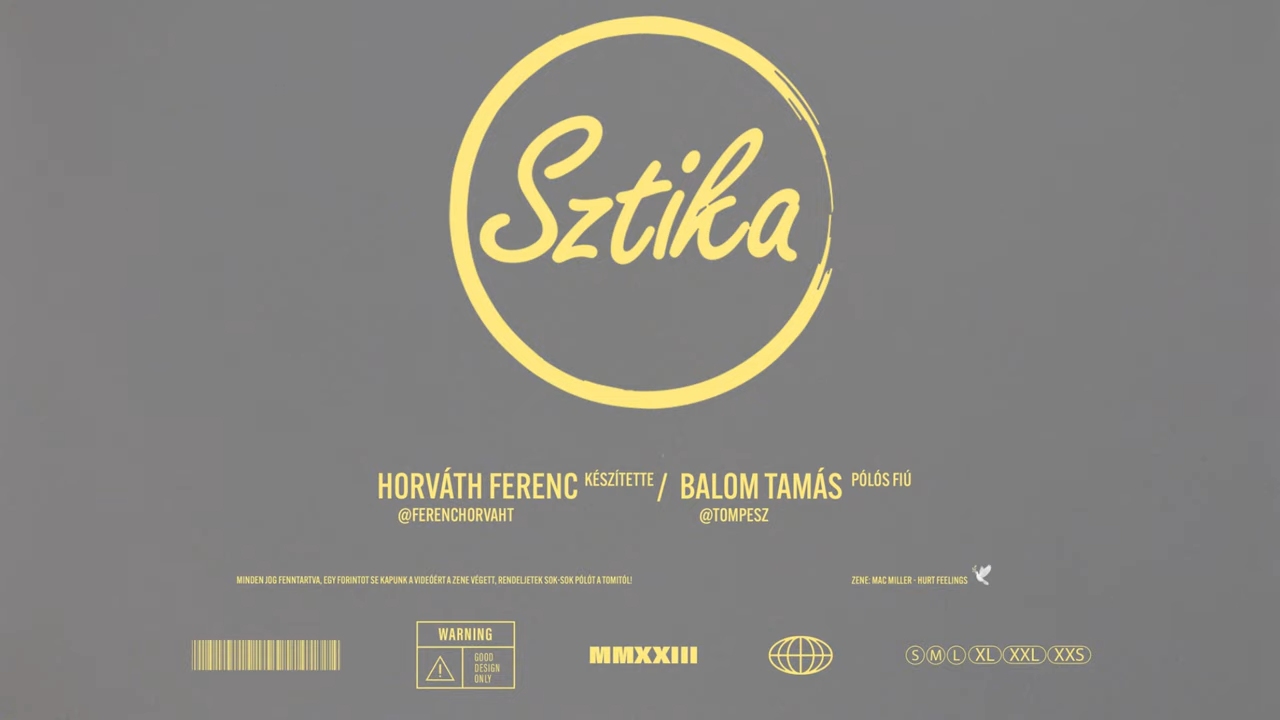 Sztika
HORVÁTH FERENC KÉSZÍTETTE / BALOM TAMÁS PÓLÓS FIÚ
@FERENCHORVAHT @TOMPESZ
MINDEN JOG FENNTARTVA, EGY FORINTOT SE KAPUNK A VIDEÓÉRT A ZENE VÉGETT, RENDELJETEK SOK-SOK PÓLÓT A TOMITÓL!
ZENE: MAC MILLER - HURT FEELINGS
WARNING
GOOD
DESIGN
ONLY
MMXXIII
S M L XL XXL XXS